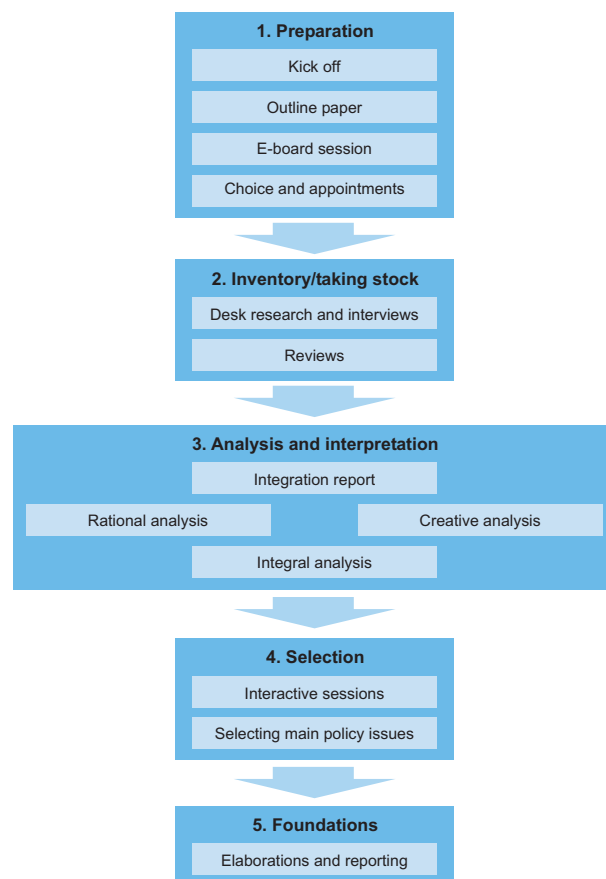 1. Preparation
Kick off
Outline paper
E-board session
Choice and appointments
2. Inventory/taking stock
Desk research and interviews
Reviews
3. Analysis and interpretation
Integration report
Rational analysis
Creative analysis
Integral analysis
4. Selection
Interactive sessions
Selecting main policy issues
5. Foundations
Elaborations and reporting